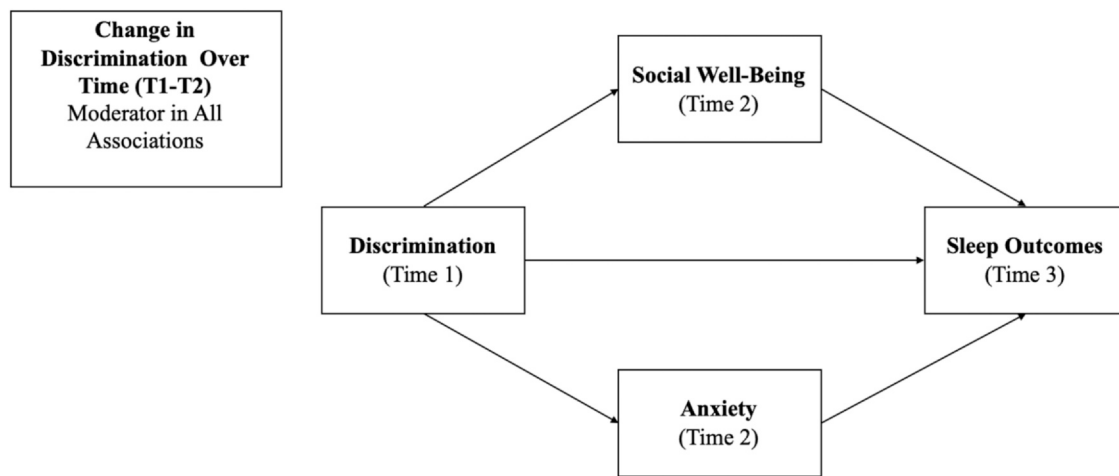 Change in
Discrimination Over
Time (T1-T2)
Moderator in All
Associations
Social Well-Being
(Time 2)
Discrimination
(Time 1)
Sleep Outcomes
(Time 3)
Anxiety
(Time 2)